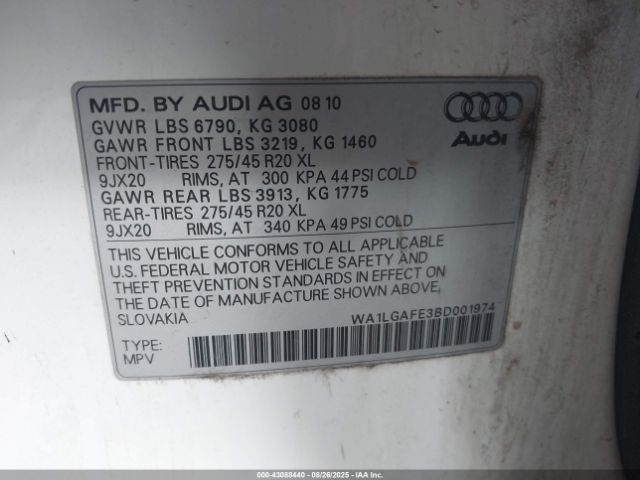 MFD. BY AUDI AG 08 10
GVWR LBS 6790, KG 3080
GAWR FRONT LBS 3219, KG 1460
FRONT-TIRES 275/45 R20 XL
9JX20 RIMS, AT 300 KPA 44 PSI COLD
GAWR REAR LBS 3913, KG 1775
REAR-TIRES 275/45 R20 XL
9JX20 RIMS, AT 340 KPA 49 PSI COLD
Audi
THIS VEHICLE CONFORMS TO ALL APPLICABLE
U.S. FEDERAL MOTOR VEHICLE SAFETY AND
THEFT PREVENTION STANDARDS IN EFFECT ON
THE DATE OF MANUFACTURE SHOWN ABOVE.
SLOVAKIA
WA1LGAFE3BD001974
TYPE:
MPV
000-43088440 - 08/26/2025 - IAA Inc.